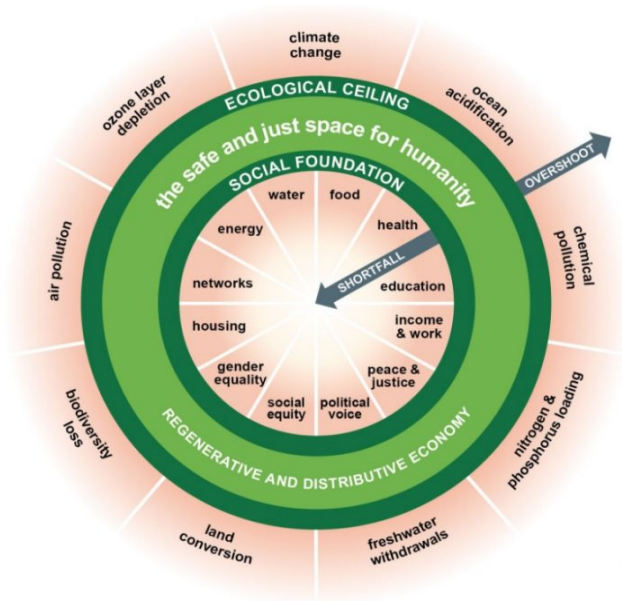 climate
change
ozone layer
depletion
ocean
acidification
ECOLOGICAL CEILING
the safe and just space for humanity
SOCIAL FOUNDATION
OVERSHOOT
water
food
energy
health
SHORTFALL
networks
education
housing
income
& work
gender
equality
peace &
justice
social
equity
political
voice
air pollution
chemical
pollution
REGENERATIVE AND DISTRIBUTIVE ECONOMY
biodiversity
loss
nitrogen &
phosphorus loading
land
conversion
freshwater
withdrawals